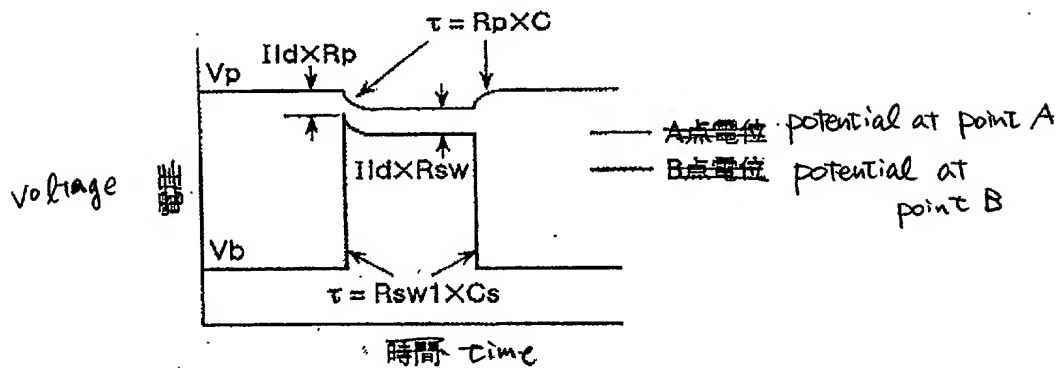 τ = Rp×C
Ild×Rp
Vp
A点電位 potential at point A
Ild×Rsw
B点電位 potential at
point B
voltage 電圧
Vb
τ = Rsw1×Cs
時間 time